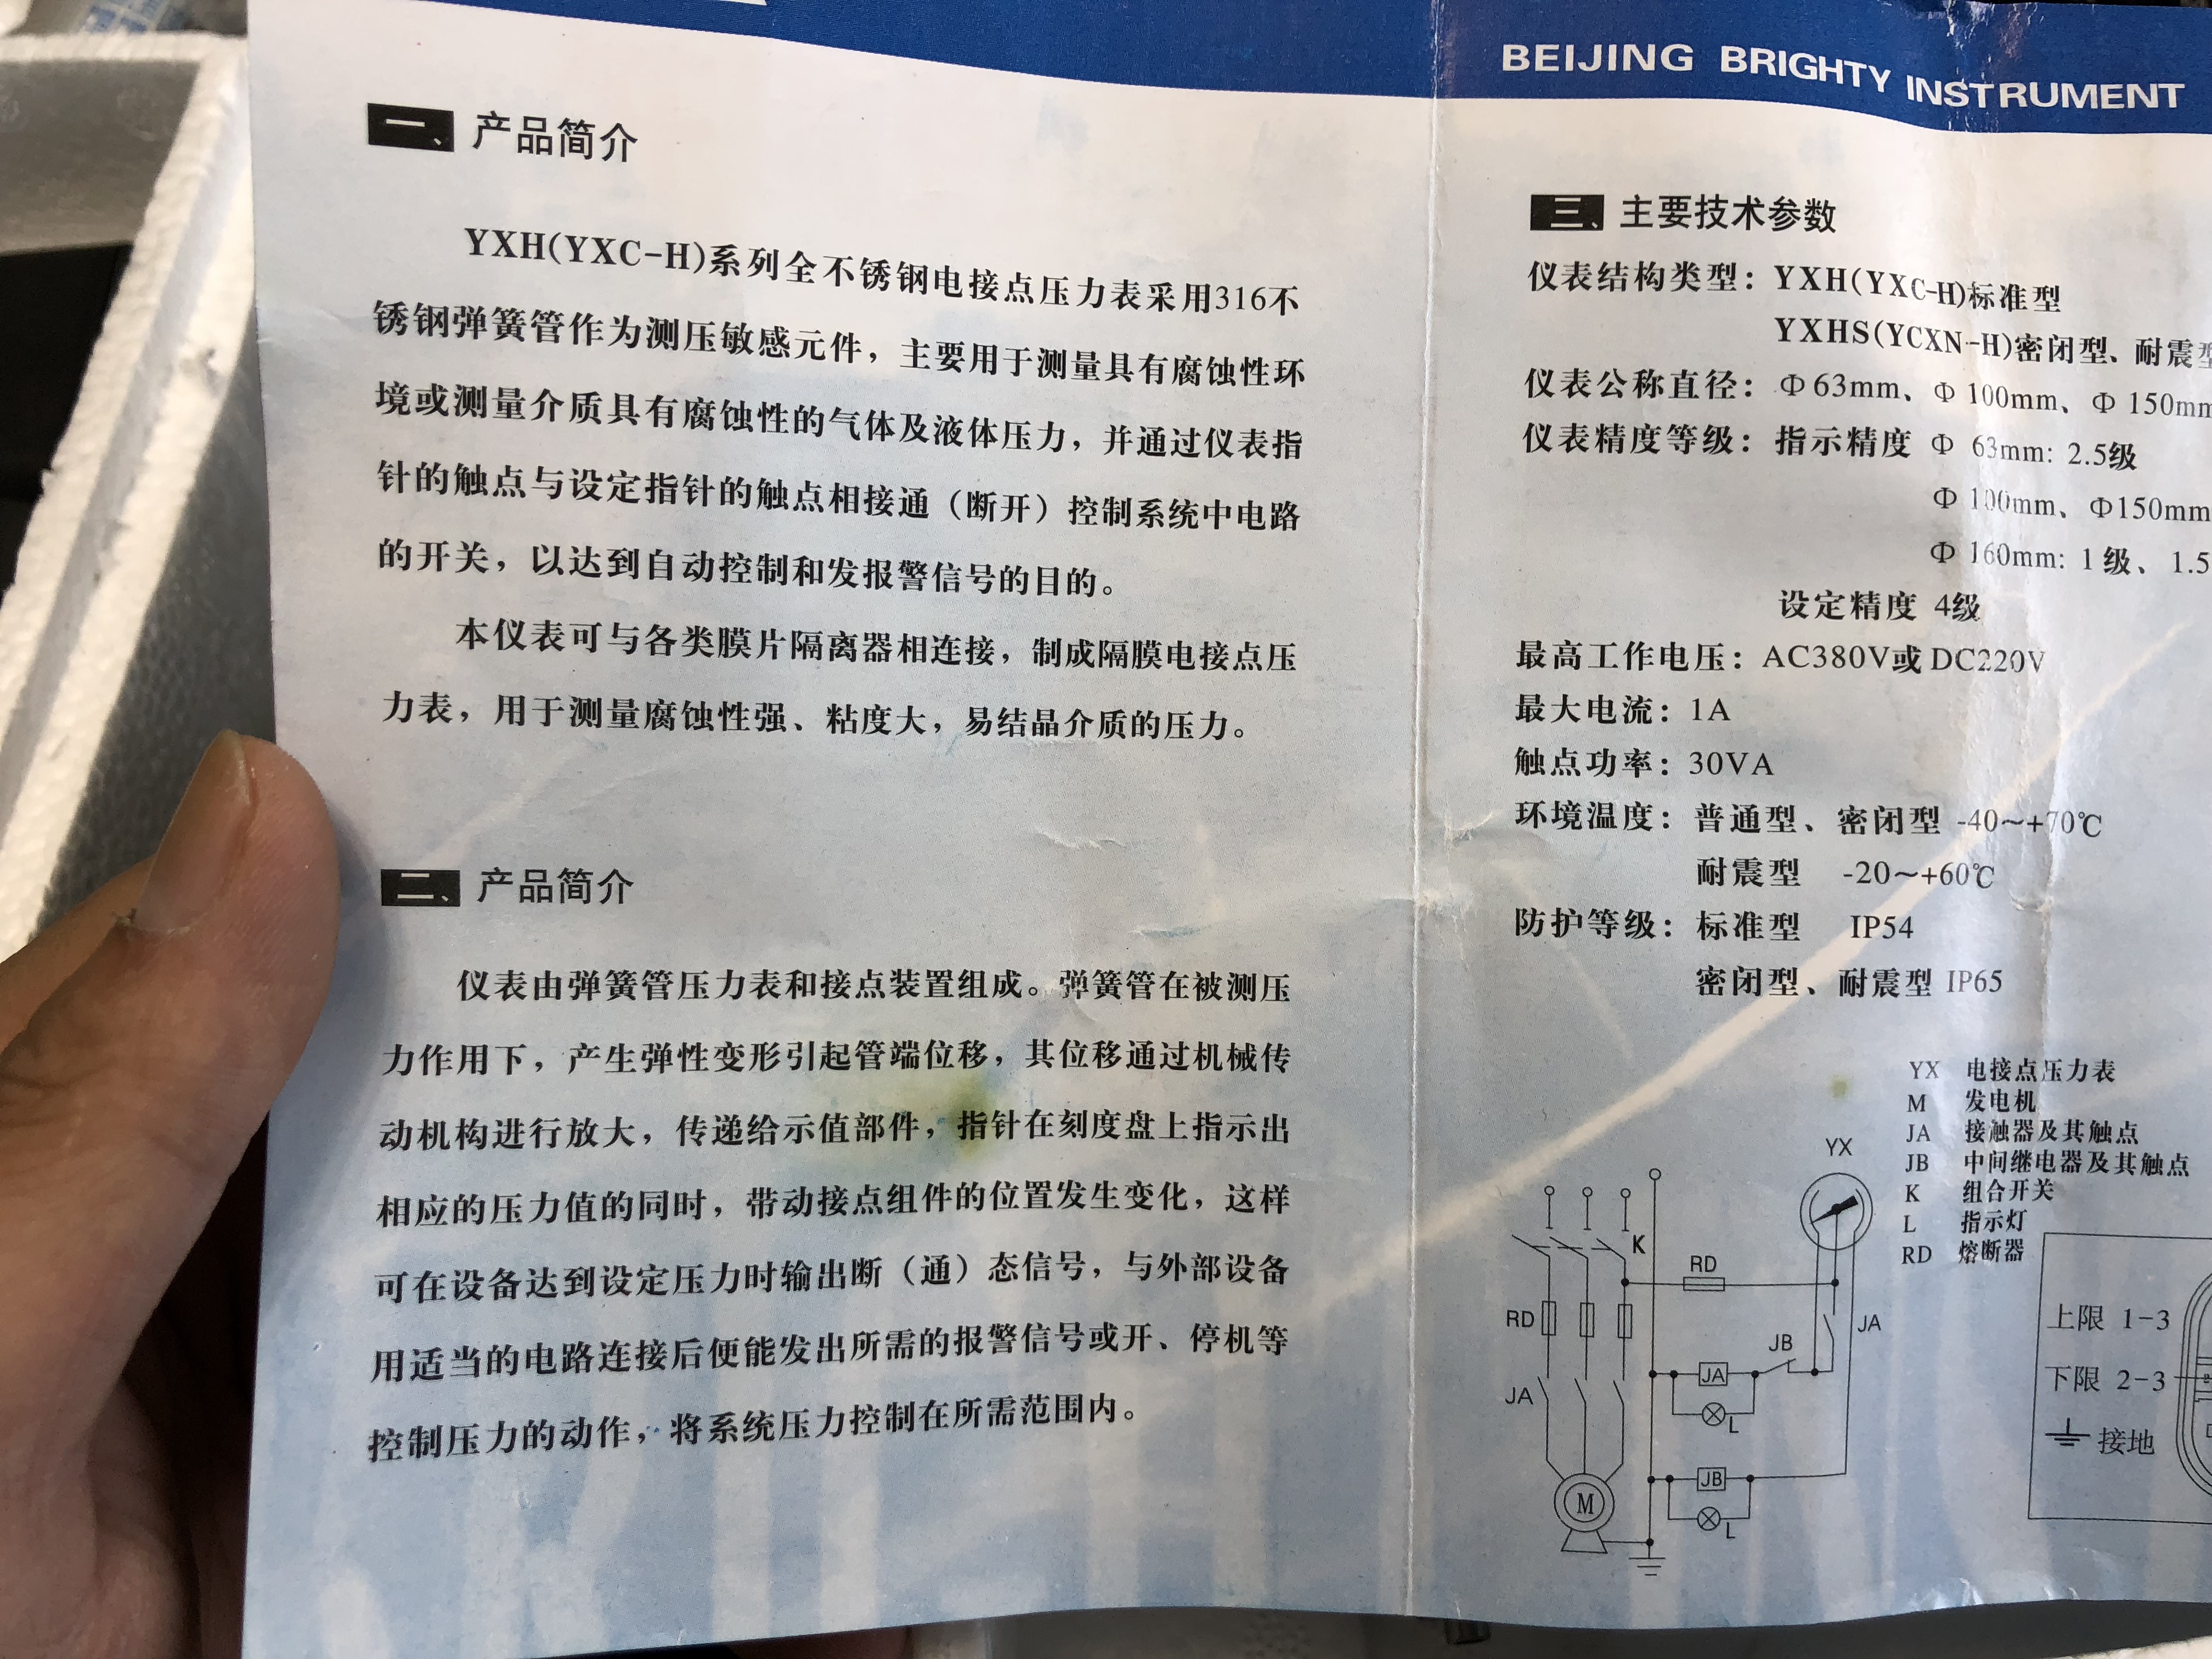 BEIJING BRIGHTY INSTRUMENT
一、产品简介
YXH(YXC-H)系列全不锈钢电接点压力表采用316不
锈钢弹簧管作为测压敏感元件，主要用于测量具有腐蚀性环
境或测量介质具有腐蚀性的气体及液体压力，并通过仪表指
针的触点与设定指针的触点相接通（断开）控制系统中电路
的开关，以达到自动控制和发报警信号的目的。
本仪表可与各类膜片隔离器相连接，制成隔膜电接点压
力表，用于测量腐蚀性强、粘度大，易结晶介质的压力。
二、产品简介
仪表由弹簧管压力表和接点装置组成。弹簧管在被测压
力作用下，产生弹性变形引起管端位移，其位移通过机械传
动机构进行放大，传递给示值部件，指针在刻度盘上指示出
相应的压力值的同时，带动接点组件的位置发生变化，这样
可在设备达到设定压力时输出断（通）态信号，与外部设备
用适当的电路连接后便能发出所需的报警信号或开、停机等
控制压力的动作，将系统压力控制在所需范围内。
三、主要技术参数
仪表结构类型：YXH(YXC-H)标准型
YXHS(YCXN-H)密闭型、耐震型
仪表公称直径：Φ63mm、Φ 100mm、Φ 150mm
仪表精度等级：指示精度 Φ 63mm: 2.5级
Φ 100mm、Φ150mm
Φ 160mm: 1级、1.5
设定精度 4级
最高工作电压：AC380V或DC220V
最大电流：1A
触点功率：30VA
环境温度：普通型、密闭型 -40～+70℃
耐震型 -20～+60℃
防护等级：标准型 IP54
密闭型、耐震型 IP65
YX 电接点压力表
M 发电机
JA 接触器及其触点
JB 中间继电器及其触点
K 组合开关
L 指示灯
RD 熔断器
YX
K
RD
RD
JA
JB
JA
JA
L
JB
L
M
上限 1-3
下限 2-3
接地